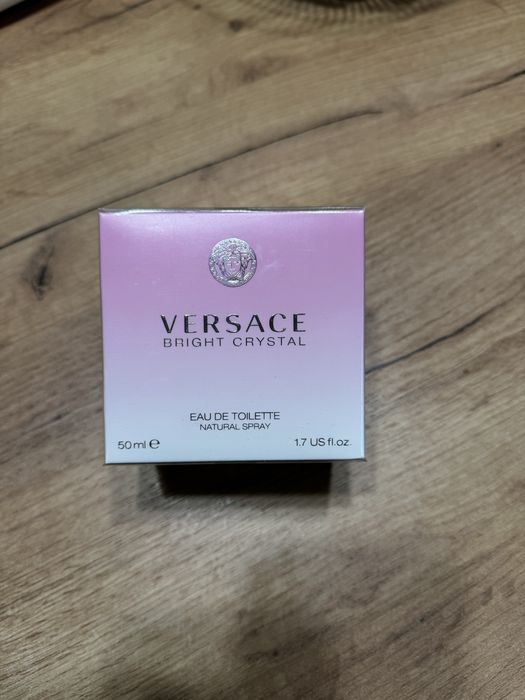 VERSACE
BRIGHT CRYSTAL
EAU DE TOILETTE
NATURAL SPRAY
50 ml e 1.7 US fl.oz.